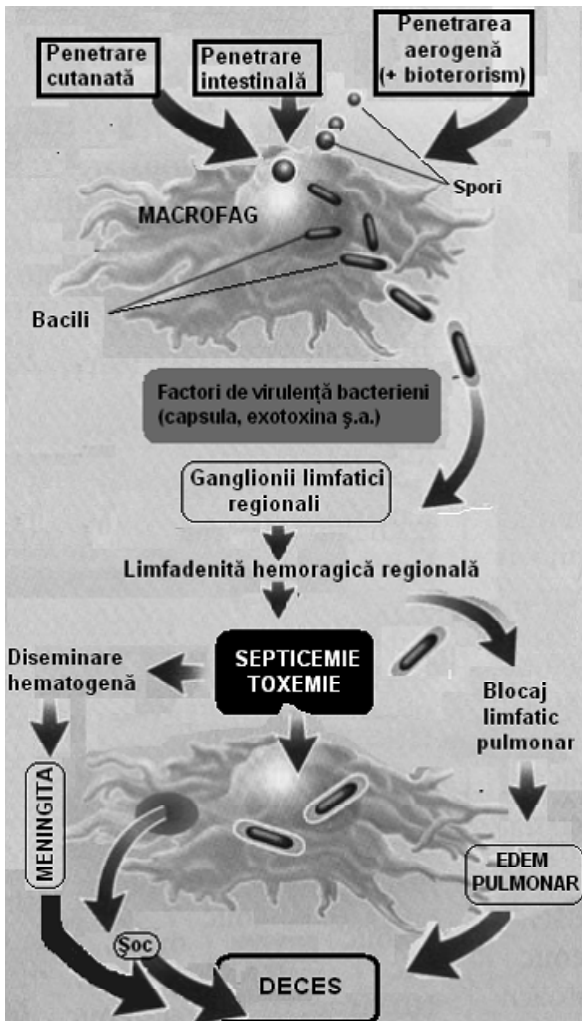 Penetrare
cutanată
Penetrare
intestinală
Penetrarea
aerogenă
(+ bioterorism)
Spori
MACROFAG
Bacili
Factori de virulență bacterieni
(capsula, exotoxina ş.a.)
Ganglionii limfatici
regionali
Limfadenită hemoragică regională
SEPTICEMIE
TOXEMIE
Diseminare
hematogenă
Blocaj
limfatic
pulmonar
MENINGITA
EDEM
PULMONAR
Şoc
DECES